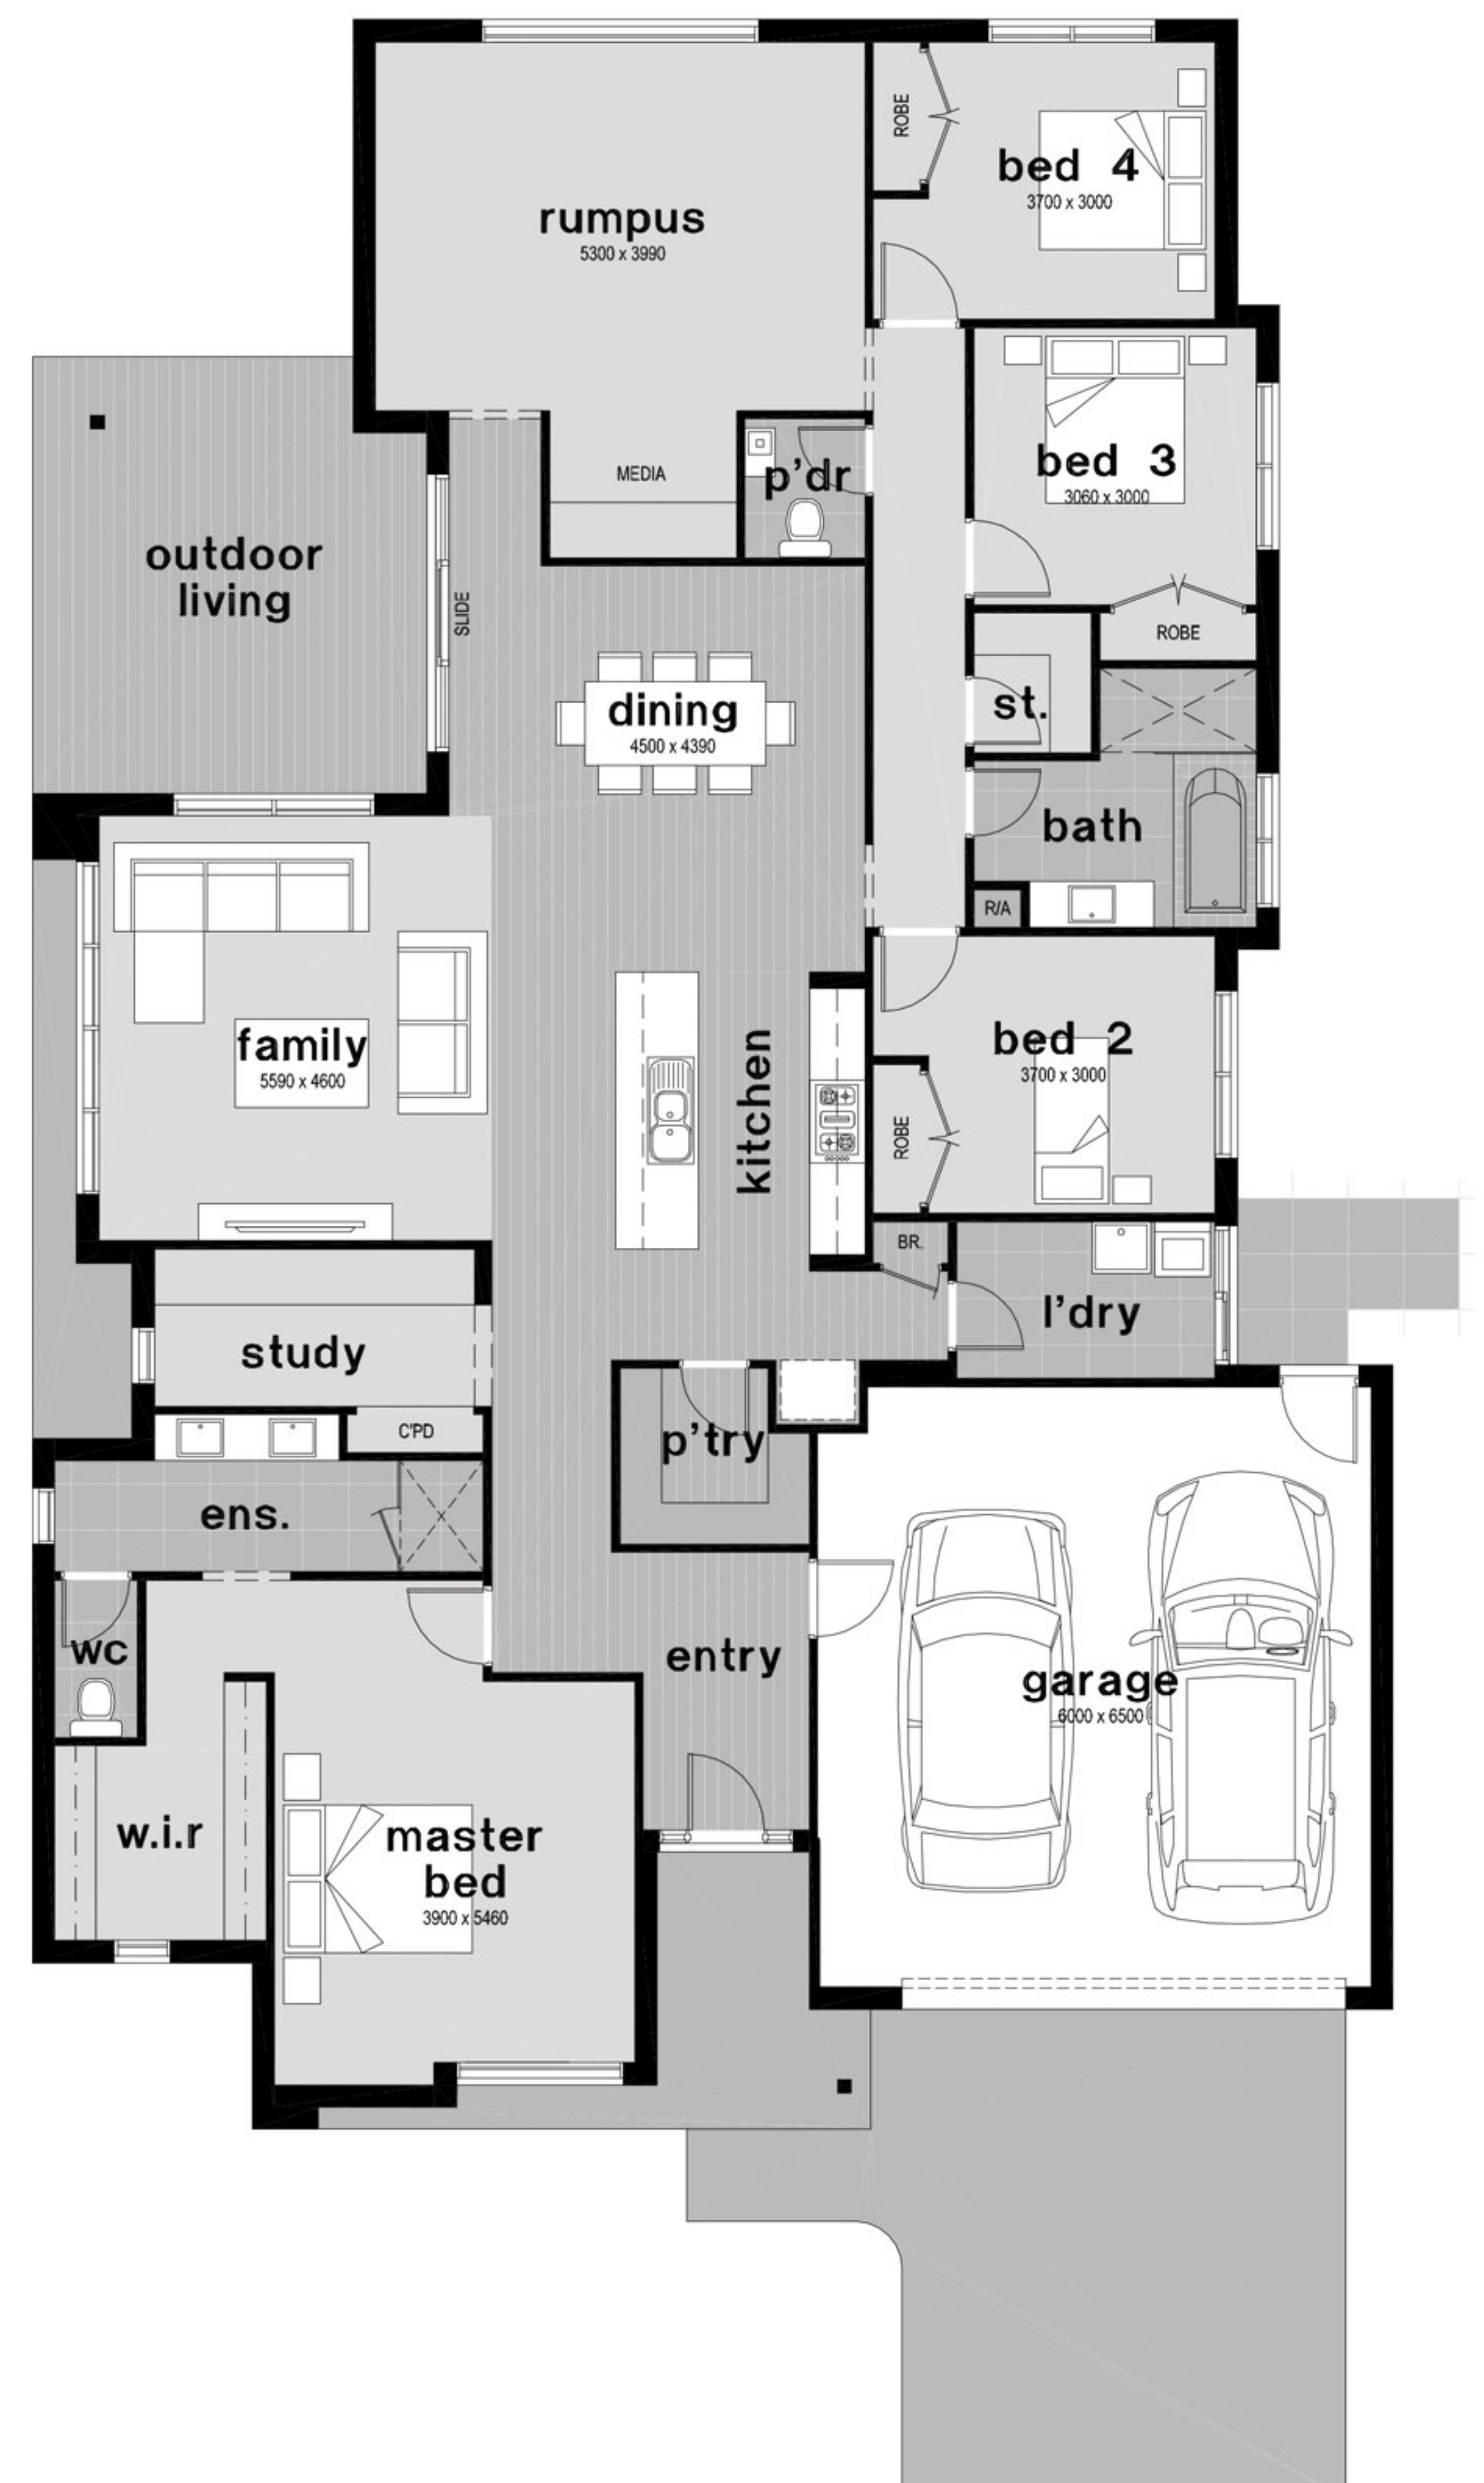 ROBE
bed 4
3700 x 3000
rumpus
5300 x 3990
MEDIA
p'dr
bed 3
3060 x 3000
ROBE
outdoor
living
SLIDE
dining
4500 x 4390
st.
bath
R/A
family
5590 x 4600
kitchen
bed 2
3700 x 3000
ROBE
BR.
l'dry
study
C'PD
p'try
ens.
wc
entry
garage
6000 x 6500
w.i.r
master
bed
3900 x 5460